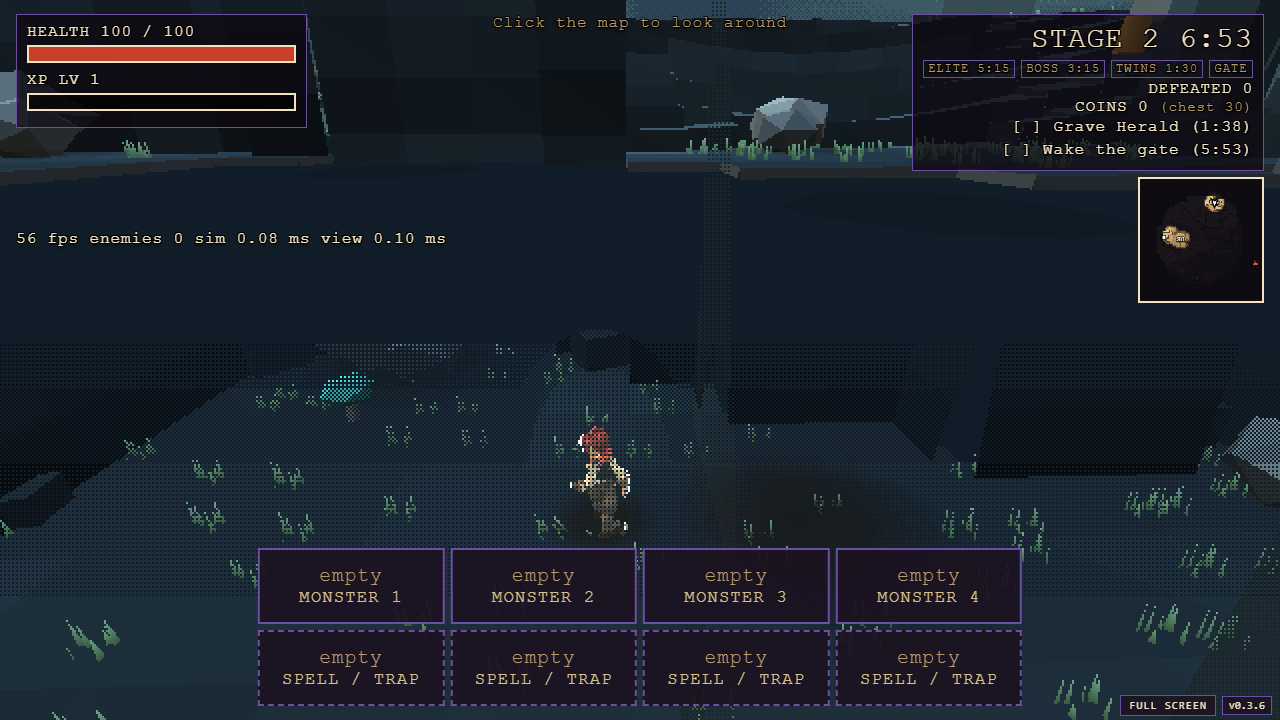 HEALTH 100 / 100
XP LV 1
Click the map to look around
STAGE 2 6:53
ELITE 5:15 BOSS 3:15 TWINS 1:30 GATE
DEFEATED 0
COINS 0 (chest 30)
[ ] Grave Herald (1:38)
[ ] Wake the gate (5:53)
56 fps enemies 0 sim 0.08 ms view 0.10 ms
empty empty empty empty
MONSTER 1 MONSTER 2 MONSTER 3 MONSTER 4
empty empty empty empty
SPELL / TRAP SPELL / TRAP SPELL / TRAP SPELL / TRAP
FULL SCREEN v0.3.6